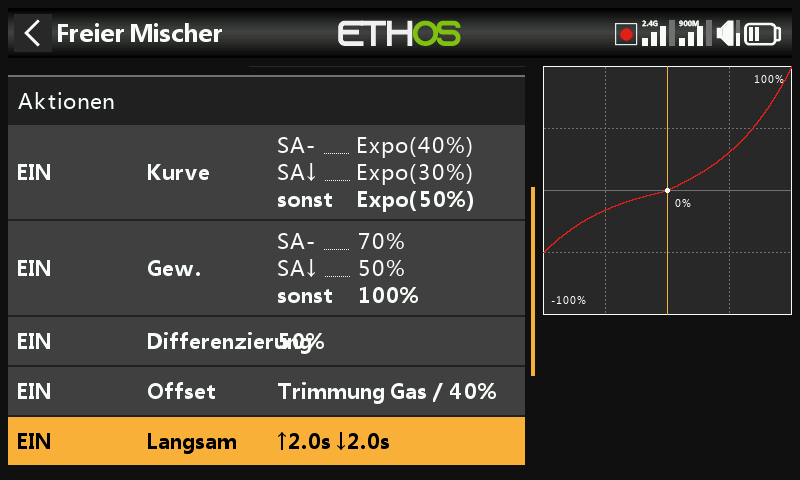 Freier Mischer
ETHOS
2.4G
900M
Aktionen
EIN Kurve
SA- Expo(40%)
SA↓ Expo(30%)
sonst Expo(50%)
EIN Gew.
SA- 70%
SA↓ 50%
sonst 100%
EIN Differenzierung 50%
EIN Offset Trimmung Gas / 40%
EIN Langsam ↑2.0s ↓2.0s
100%
0%
-100%